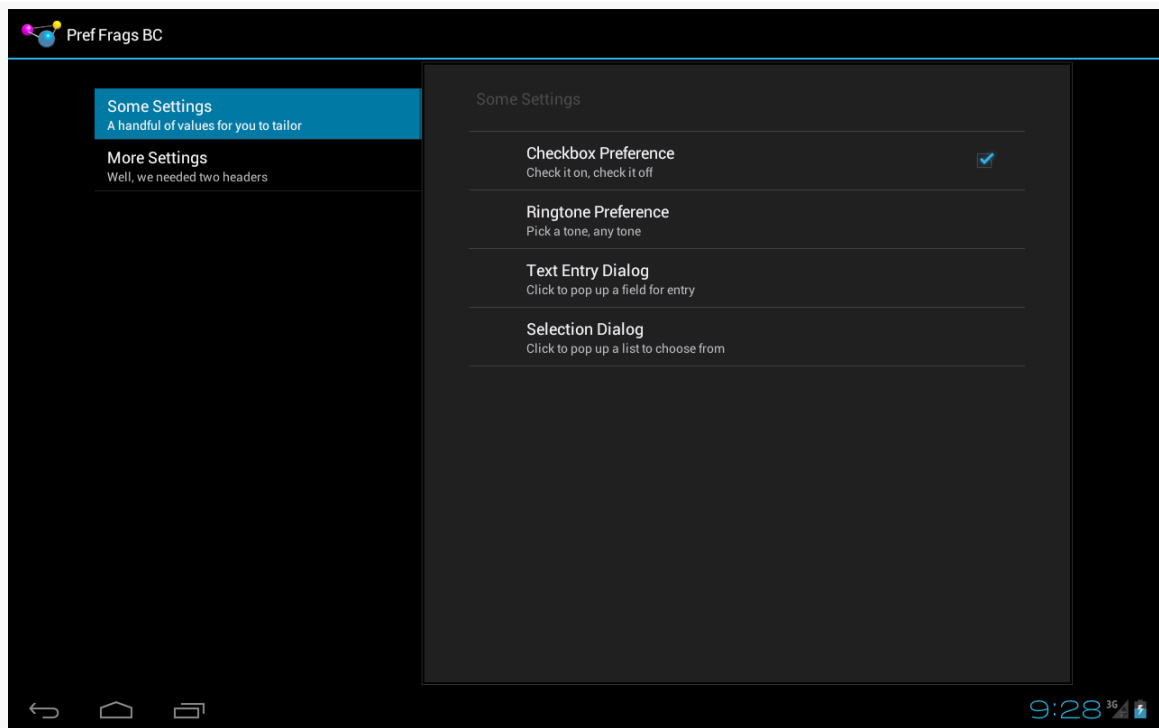 Pref Frags BC
Some Settings
A handful of values for you to tailor
More Settings
Well, we needed two headers
Some Settings
Checkbox Preference
Check it on, check it off
Ringtone Preference
Pick a tone, any tone
Text Entry Dialog
Click to pop up a field for entry
Selection Dialog
Click to pop up a list to choose from
9:28 3G